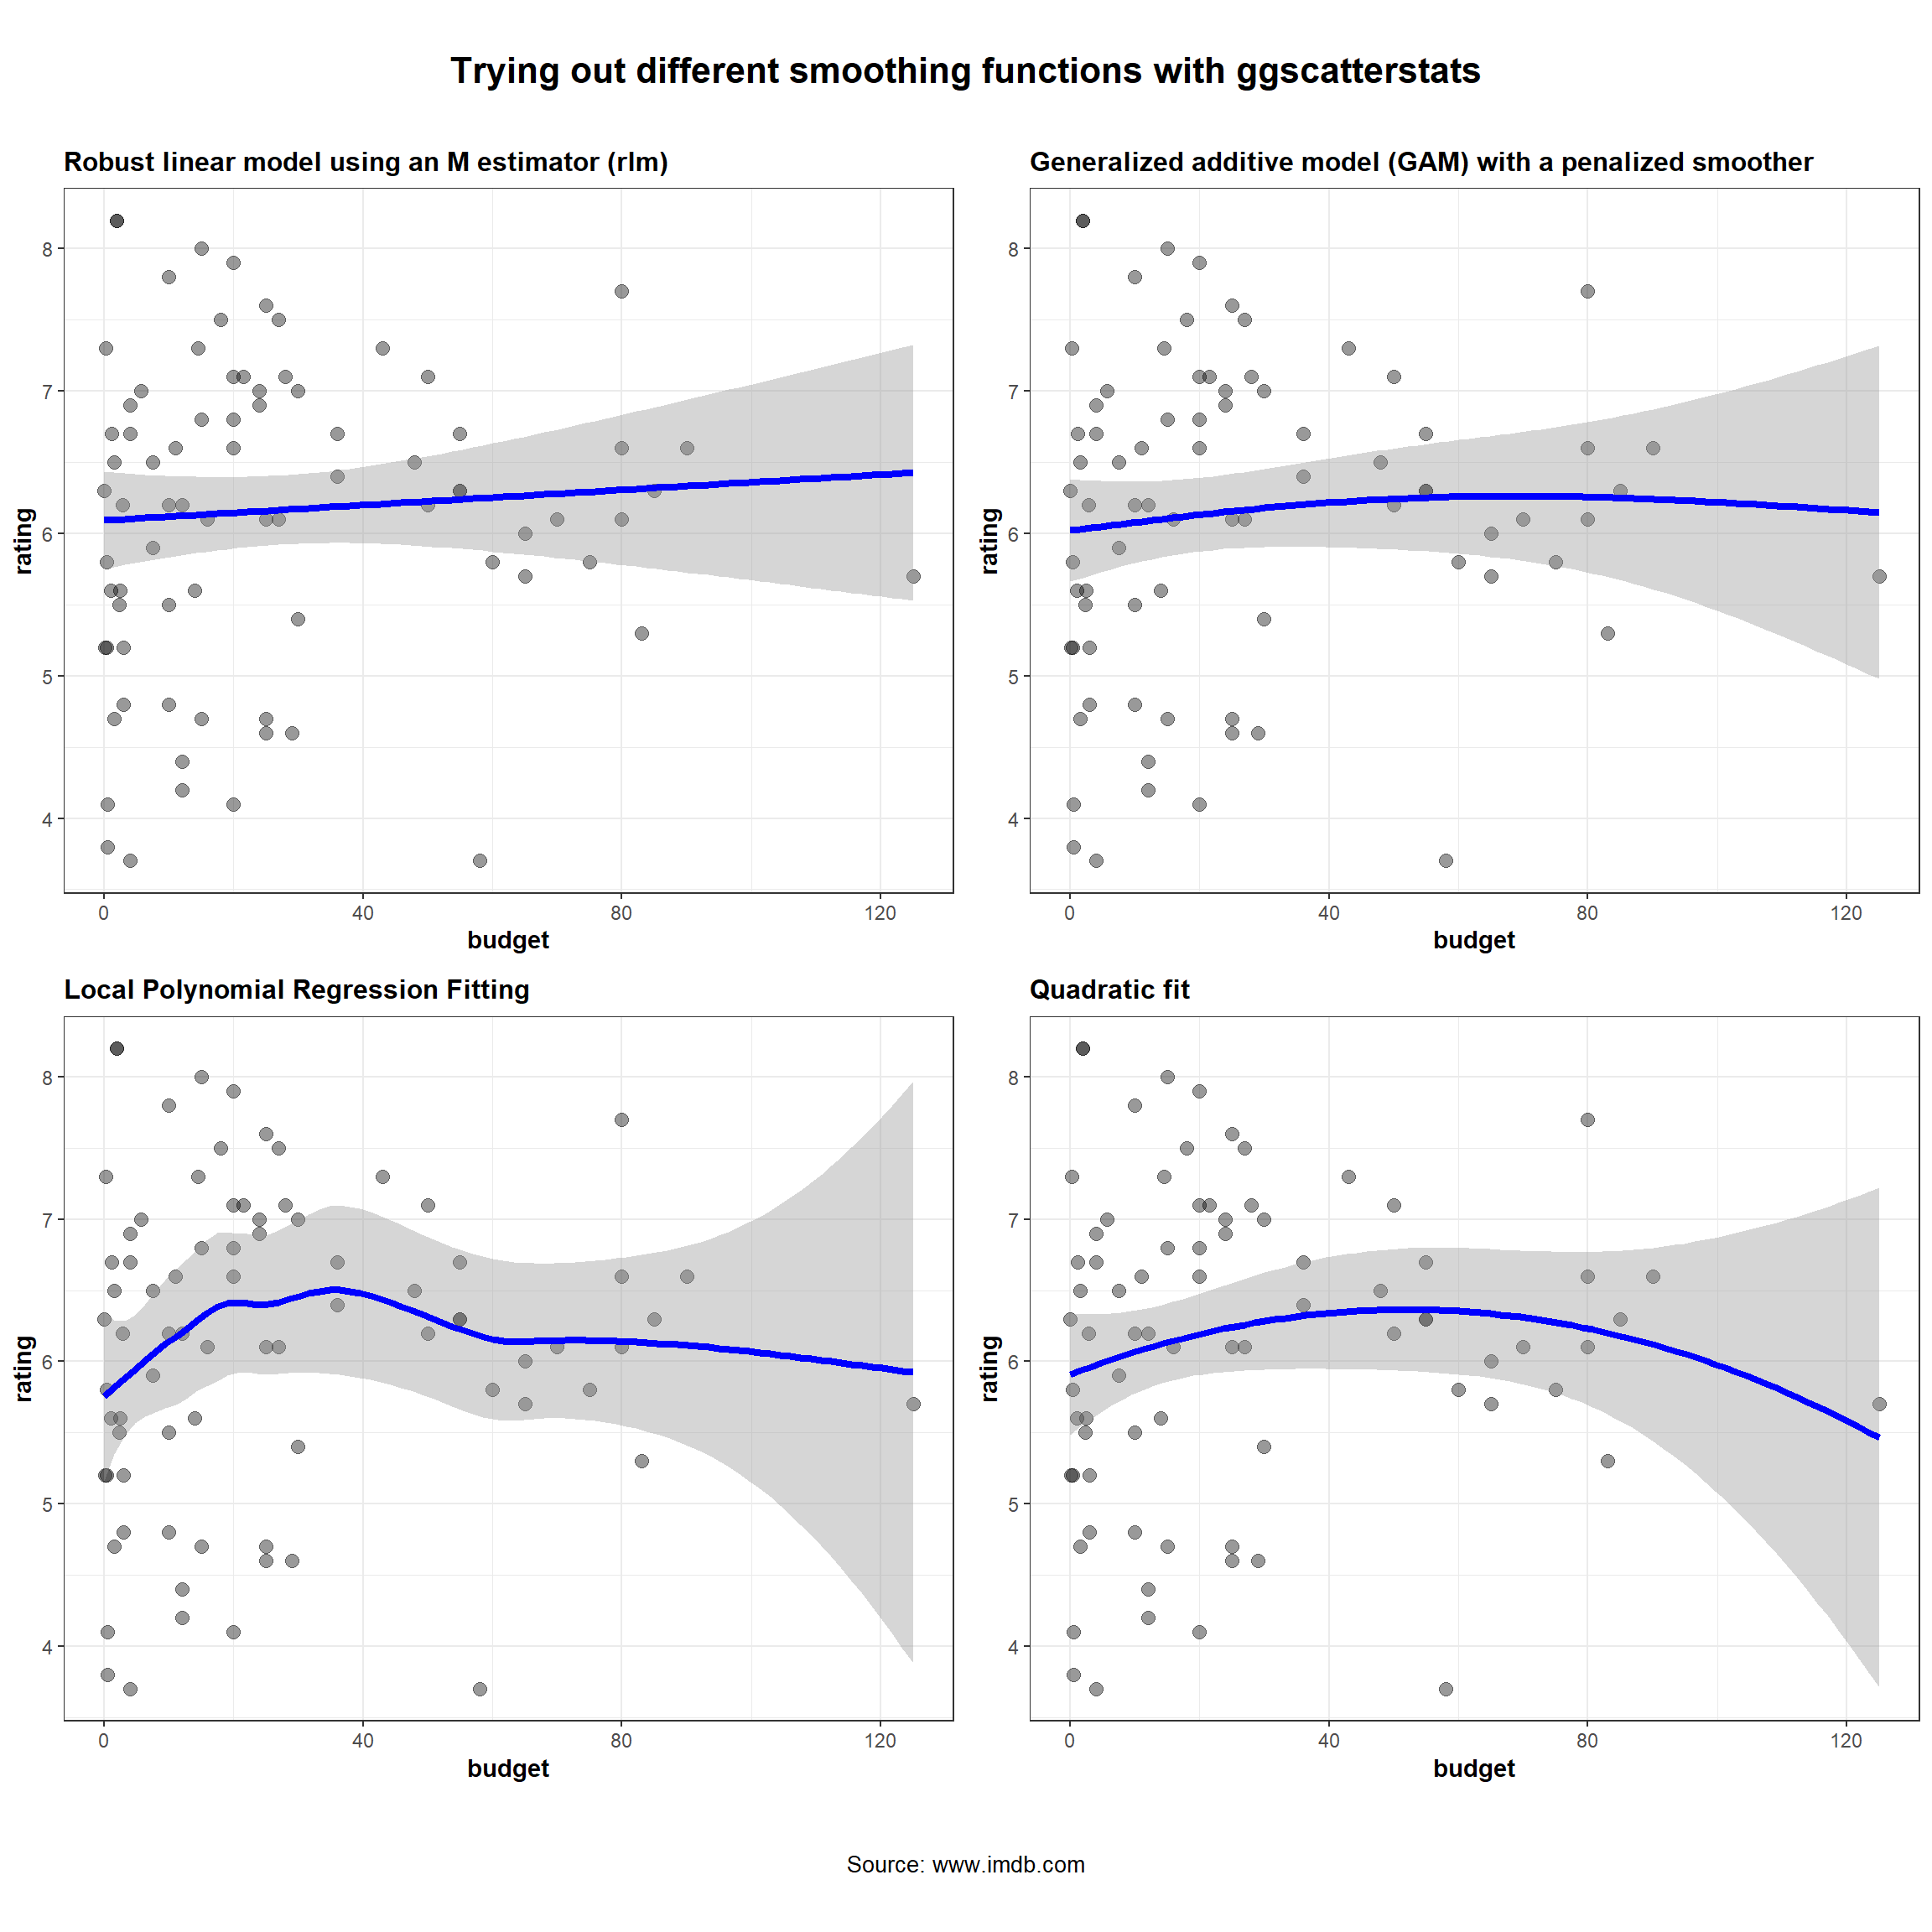 Trying out different smoothing functions with ggscatterstats
Robust linear model using an M estimator (rlm)
8
7
6
5
4
rating
0 40 80 120
budget
Generalized additive model (GAM) with a penalized smoother
8
7
6
5
4
rating
0 40 80 120
budget
Local Polynomial Regression Fitting
8
7
6
5
4
rating
0 40 80 120
budget
Quadratic fit
8
7
6
5
4
rating
0 40 80 120
budget
Source: www.imdb.com